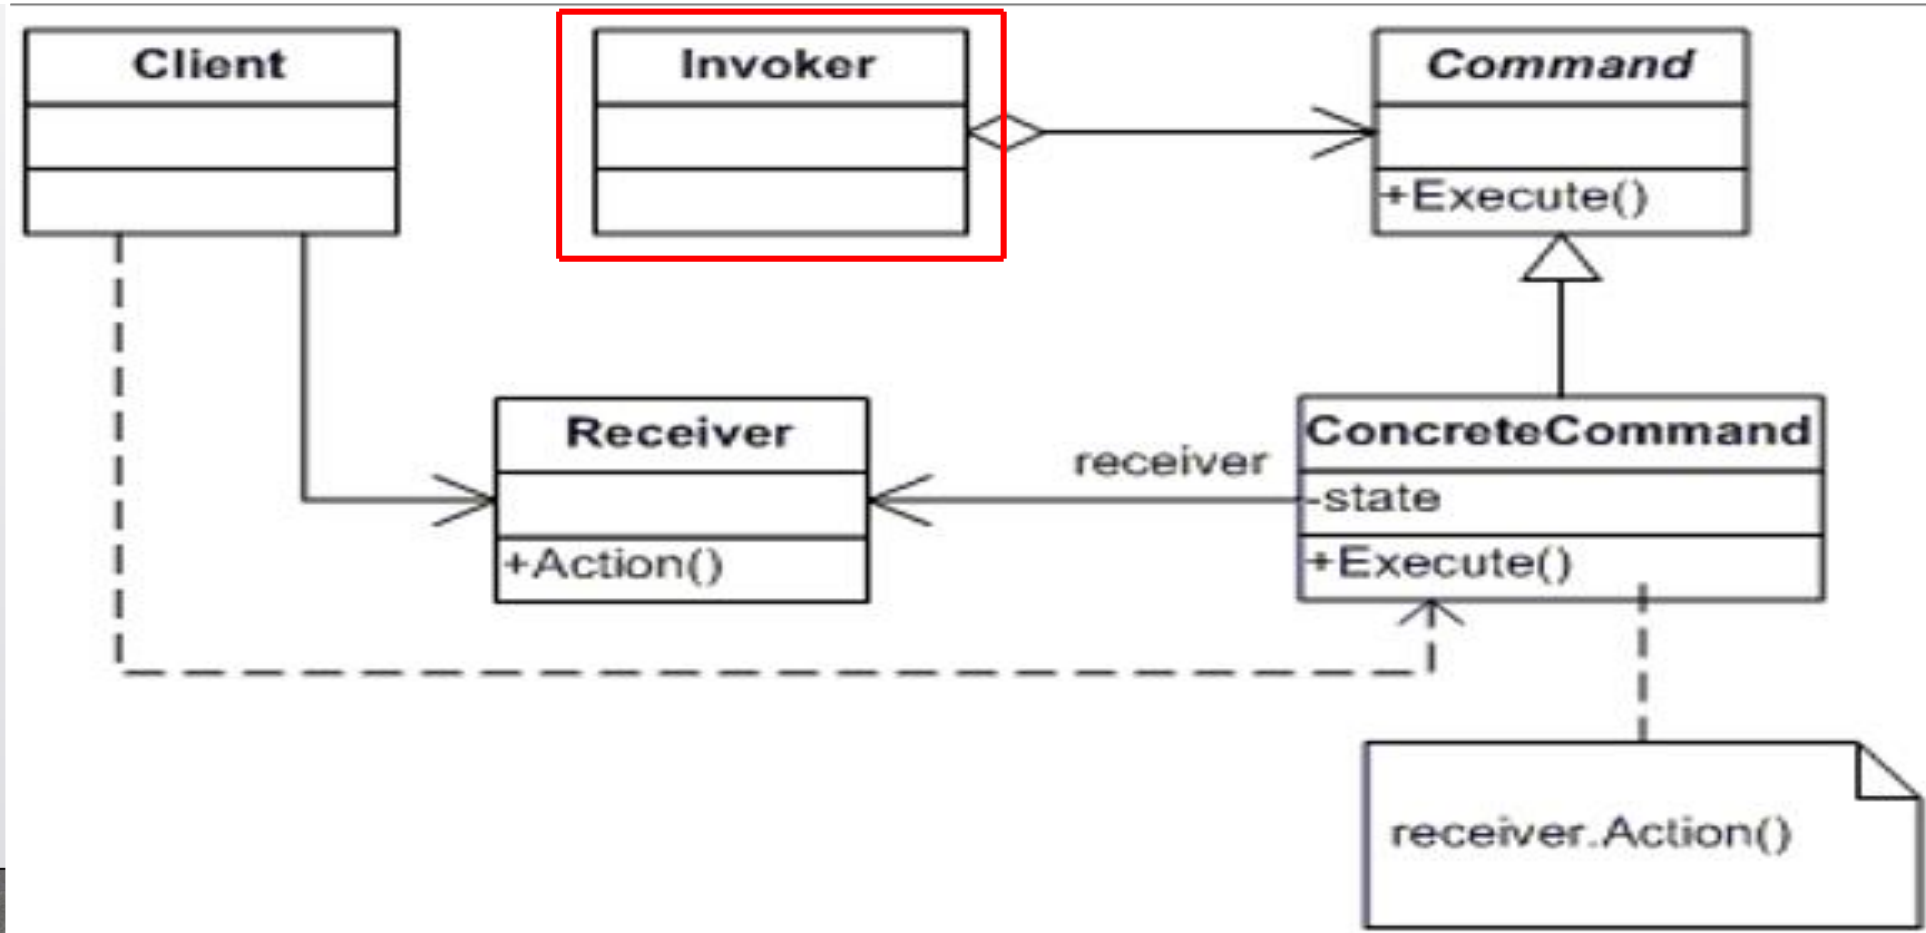 Client
Invoker
Command
+Execute()
Receiver
+Action()
receiver
ConcreteCommand
-state
+Execute()
receiver.Action()